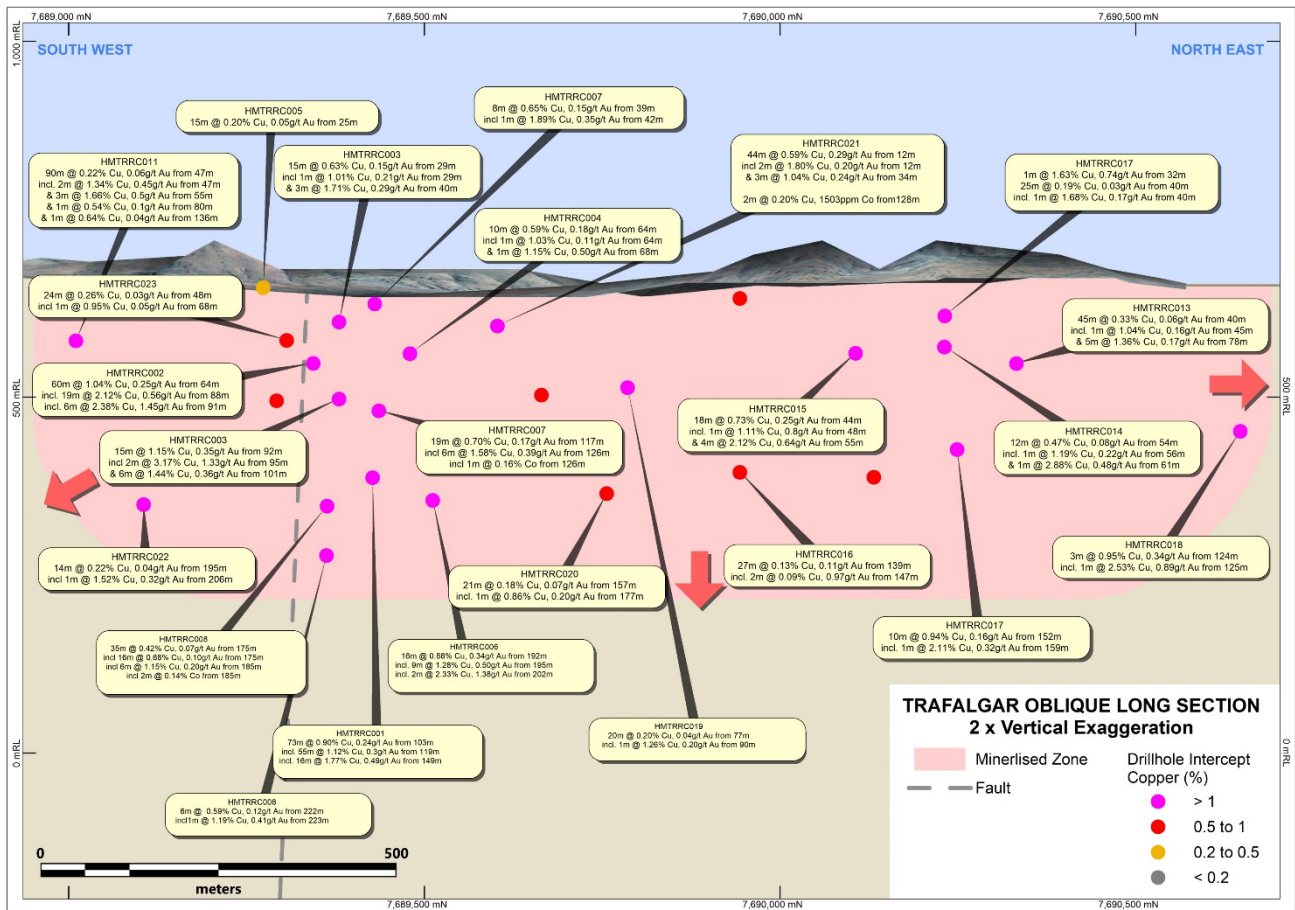 7,689,000 mN
7,689,500 mN
7,690,000 mN
7,690,500 mN
1,000 mRL
SOUTH WEST
NORTH EAST
HMTRRC007
8m @ 0.65% Cu, 0.15g/t Au from 39m
incl 1m @ 1.89% Cu, 0.35g/t Au from 42m
HMTRRC005
15m @ 0.20% Cu, 0.05g/t Au from 25m
HMTRRC003
15m @ 0.63% Cu, 0.15g/t Au from 29m
incl 1m @ 1.01% Cu, 0.21g/t Au from 29m
& 3m @ 1.71% Cu, 0.29g/t Au from 40m
HMTRRC021
44m @ 0.59% Cu, 0.29g/t Au from 12m
incl 2m @ 1.80% Cu, 0.20g/t Au from 12m
& 3m @ 1.04% Cu, 0.24g/t Au from 34m
2m @ 0.20% Cu, 1503ppm Co from128m
HMTRRC017
1m @ 1.63% Cu, 0.74g/t Au from 32m
25m @ 0.19% Cu, 0.03g/t Au from 40m
incl. 1m @ 1.68% Cu, 0.17g/t Au from 40m
HMTRRC011
90m @ 0.22% Cu, 0.06g/t Au from 47m
incl. 2m @ 1.34% Cu, 0.45g/t Au from 47m
& 3m @ 1.66% Cu, 0.5g/t Au from 55m
& 1m @ 0.54% Cu, 0.1g/t Au from 80m
& 1m @ 0.64% Cu, 0.04g/t Au from 136m
HMTRRC004
10m @ 0.59% Cu, 0.18g/t Au from 64m
incl 1m @ 1.03% Cu, 0.11g/t Au from 64m
& 1m @ 1.15% Cu, 0.50g/t Au from 68m
HMTRRC023
24m @ 0.26% Cu, 0.03g/t Au from 48m
incl 1m @ 0.95% Cu, 0.05g/t Au from 68m
HMTRRC013
45m @ 0.33% Cu, 0.06g/t Au from 40m
incl. 1m @ 1.04% Cu, 0.16g/t Au from 45m
& 5m @ 1.36% Cu, 0.17g/t Au from 78m
HMTRRC002
60m @ 1.04% Cu, 0.25g/t Au from 64m
incl. 19m @ 2.12% Cu, 0.56g/t Au from 88m
incl. 6m @ 2.38% Cu, 1.45g/t Au from 91m
500 mRL
500 mRL
HMTRRC003
15m @ 1.15% Cu, 0.35g/t Au from 92m
incl 2m @ 3.17% Cu, 1.33g/t Au from 95m
& 6m @ 1.44% Cu, 0.36g/t Au from 101m
HMTRRC007
19m @ 0.70% Cu, 0.17g/t Au from 117m
incl 6m @ 1.58% Cu, 0.39g/t Au from 126m
incl 1m @ 0.16% Co from 126m
HMTRRC015
18m @ 0.73% Cu, 0.25g/t Au from 44m
incl. 1m @ 1.11% Cu, 0.8g/t Au from 48m
& 4m @ 2.12% Cu, 0.64g/t Au from 55m
HMTRRC014
12m @ 0.47% Cu, 0.08g/t Au from 54m
incl. 1m @ 1.19% Cu, 0.22g/t Au from 56m
& 1m @ 2.88% Cu, 0.48g/t Au from 61m
HMTRRC022
14m @ 0.22% Cu, 0.04g/t Au from 195m
incl 1m @ 1.52% Cu, 0.32g/t Au from 206m
HMTRRC020
21m @ 0.18% Cu, 0.07g/t Au from 157m
incl. 1m @ 0.86% Cu, 0.20g/t Au from 177m
HMTRRC016
27m @ 0.13% Cu, 0.11g/t Au from 139m
incl. 2m @ 0.09% Cu, 0.97g/t Au from 147m
HMTRRC018
3m @ 0.95% Cu, 0.34g/t Au from 124m
incl. 1m @ 2.53% Cu, 0.89g/t Au from 125m
HMTRRC008
35m @ 0.42% Cu, 0.07g/t Au from 175m
incl 16m @ 0.68% Cu, 0.10g/t Au from 175m
incl 6m @ 1.15% Cu, 0.20g/t Au from 185m
incl 2m @ 0.14% Co from 185m
HMTRRC006
16m @ 0.88% Cu, 0.34g/t Au from 192m
incl. 9m @ 1.28% Cu, 0.50g/t Au from 195m
incl. 2m @ 2.33% Cu, 1.38g/t Au from 202m
HMTRRC017
10m @ 0.94% Cu, 0.16g/t Au from 152m
incl. 1m @ 2.11% Cu, 0.32g/t Au from 159m
HMTRRC001
73m @ 0.90% Cu, 0.24g/t Au from 103m
incl. 55m @ 1.12% Cu, 0.3g/t Au from 119m
incl. 16m @ 1.77% Cu, 0.49g/t Au from 149m
HMTRRC019
20m @ 0.20% Cu, 0.04g/t Au from 77m
incl. 1m @ 1.26% Cu, 0.20g/t Au from 90m
0 mRL
0 mRL
HMTRRC008
6m @ 0.59% Cu, 0.12g/t Au from 222m
incl1m @ 1.19% Cu, 0.41g/t Au from 223m
TRAFALGAR OBLIQUE LONG SECTION
2 x Vertical Exaggeration
Minerlised Zone
Fault
Drillhole Intercept
Copper (%)
> 1
0.5 to 1
0.2 to 0.5
< 0.2
0
500
meters
7,689,500 mN
7,690,000 mN
7,690,500 mN